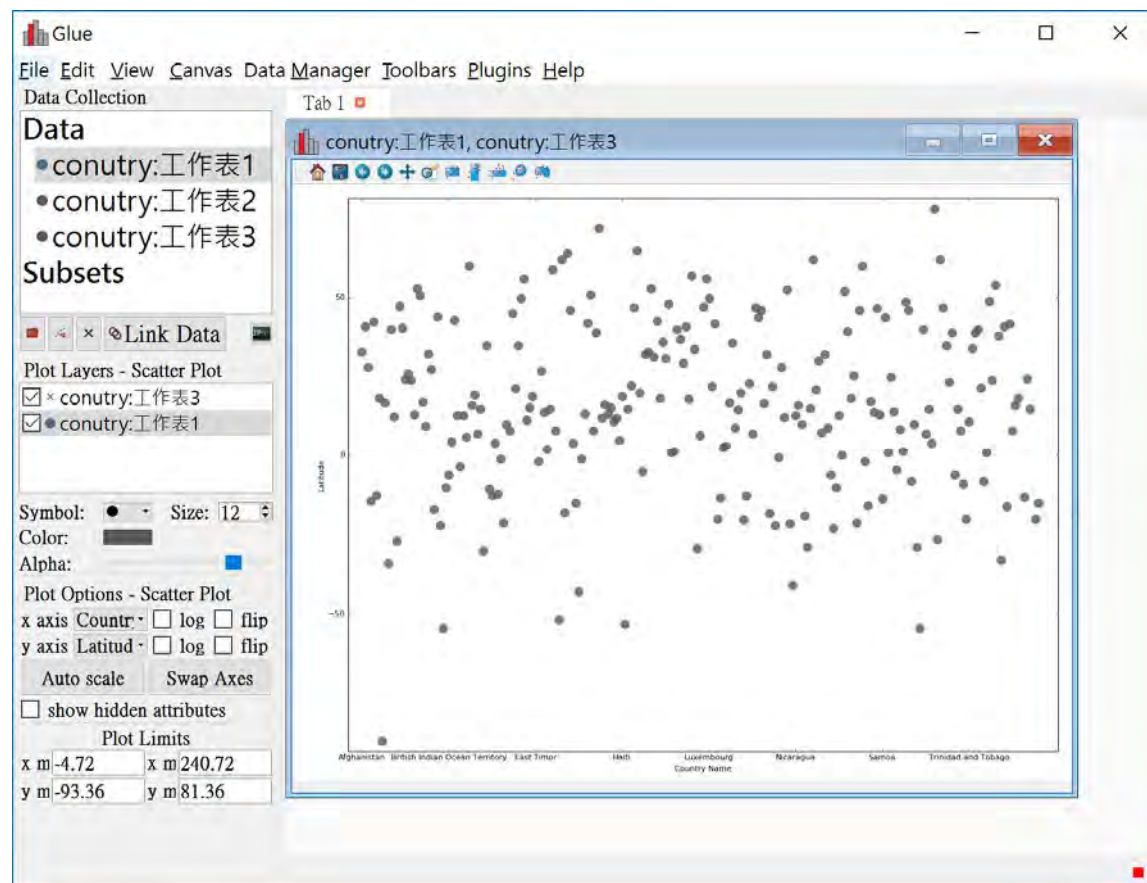 Glue
File Edit View Canvas Data Manager Toolbars Plugins Help
Data Collection
Tab 1
Data
conutry:工作表1
conutry:工作表2
conutry:工作表3
Subsets
Link Data
Plot Layers - Scatter Plot
conutry:工作表3
conutry:工作表1
Symbol: Size: 12
Color:
Alpha:
Plot Options - Scatter Plot
x axis Countr log flip
y axis Latitud log flip
Auto scale Swap Axes
show hidden attributes
Plot Limits
x m -4.72 x m 240.72
y m -93.36 y m 81.36
conutry:工作表1, conutry:工作表3
50
0
−50
Latitude
Afghanistan British Indian Ocean Territory East Timor Haiti Luxembourg Nicaragua Samoa Trinidad and Tobago
Country Name